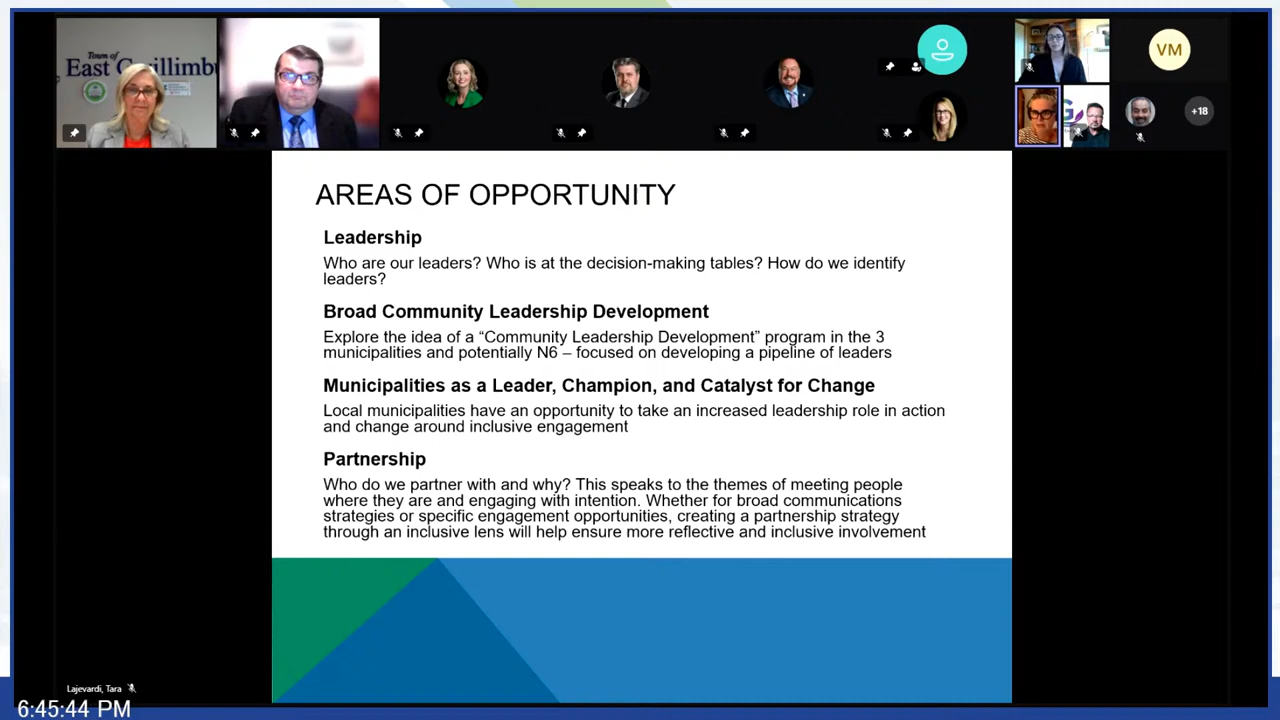 Town of
East Gwillimbu
VM
G
+18
AREAS OF OPPORTUNITY
Leadership
Who are our leaders? Who is at the decision-making tables? How do we identify
leaders?
Broad Community Leadership Development
Explore the idea of a “Community Leadership Development” program in the 3
municipalities and potentially N6 – focused on developing a pipeline of leaders
Municipalities as a Leader, Champion, and Catalyst for Change
Local municipalities have an opportunity to take an increased leadership role in action
and change around inclusive engagement
Partnership
Who do we partner with and why? This speaks to the themes of meeting people
where they are and engaging with intention. Whether for broad communications
strategies or specific engagement opportunities, creating a partnership strategy
through an inclusive lens will help ensure more reflective and inclusive involvement
Lajevardi, Tara
6:45:44 PM